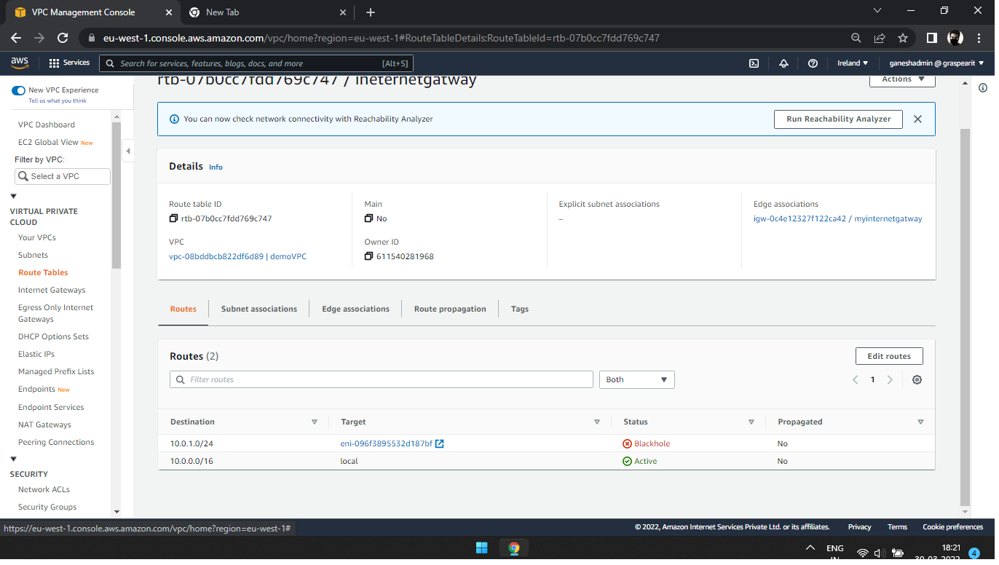 VPC Management Console
New Tab
eu-west-1.console.aws.amazon.com/vpc/home?region=eu-west-1#RouteTableDetails:RouteTableId=rtb-07b0cc7fdd769c747
aws
Services
Search for services, features, blogs, docs, and more
[Alt+S]
Ireland
ganeshadmin @ graspearit
New VPC Experience
Tell us what you think
VPC Dashboard
EC2 Global View New
Filter by VPC:
Select a VPC
VIRTUAL PRIVATE
CLOUD
Your VPCs
Subnets
Route Tables
Internet Gateways
Egress Only Internet
Gateways
DHCP Options Sets
Elastic IPs
Managed Prefix Lists
Endpoints New
Endpoint Services
NAT Gateways
Peering Connections
SECURITY
Network ACLs
Security Groups
rtb-07b0cc7fdd769c747 / Ineternetgatway
Actions
You can now check network connectivity with Reachability Analyzer
Run Reachability Analyzer
Details Info
Route table ID
rtb-07b0cc7fdd769c747
Main
No
Explicit subnet associations
–
Edge associations
igw-0c4e12327f122ca42 / myinternetgatway
VPC
vpc-08bddbcb822df6d89 | demoVPC
Owner ID
611540281968
Routes
Subnet associations
Edge associations
Route propagation
Tags
Routes (2)
Edit routes
Filter routes
Both
1
Destination Target Status Propagated
10.0.1.0/24 eni-096f3895532d187bf Blackhole No
10.0.0.0/16 local Active No
https://eu-west-1.console.aws.amazon.com/vpc/home?region=eu-west-1#
© 2022, Amazon Internet Services Private Ltd. or its affiliates.
Privacy
Terms
Cookie preferences
ENG
IN
18:21
30-03-2022
4